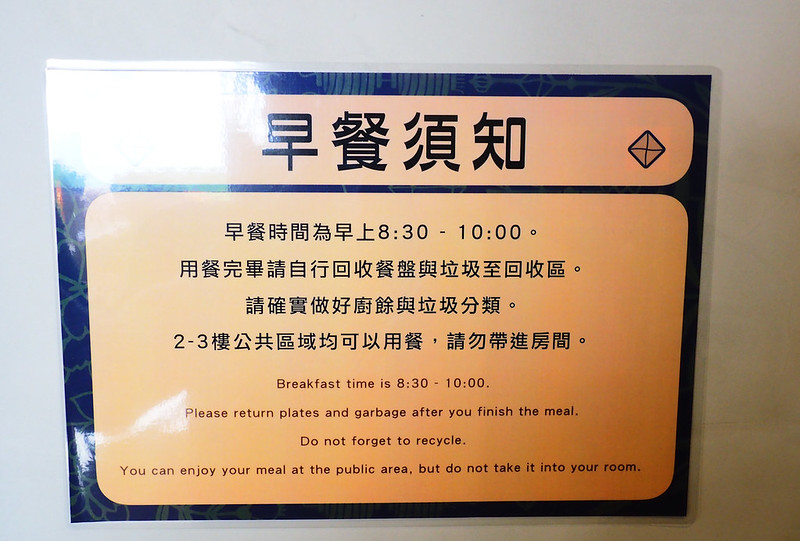 早餐須知
早餐時間為早上8:30 - 10:00。
用餐完畢請自行回收餐盤與垃圾至回收區。
請確實做好廚餘與垃圾分類。
2-3樓公共區域均可以用餐，請勿帶進房間。
Breakfast time is 8:30 - 10:00.
Please return plates and garbage after you finish the meal.
Do not forget to recycle.
You can enjoy your meal at the public area, but do not take it into your room.